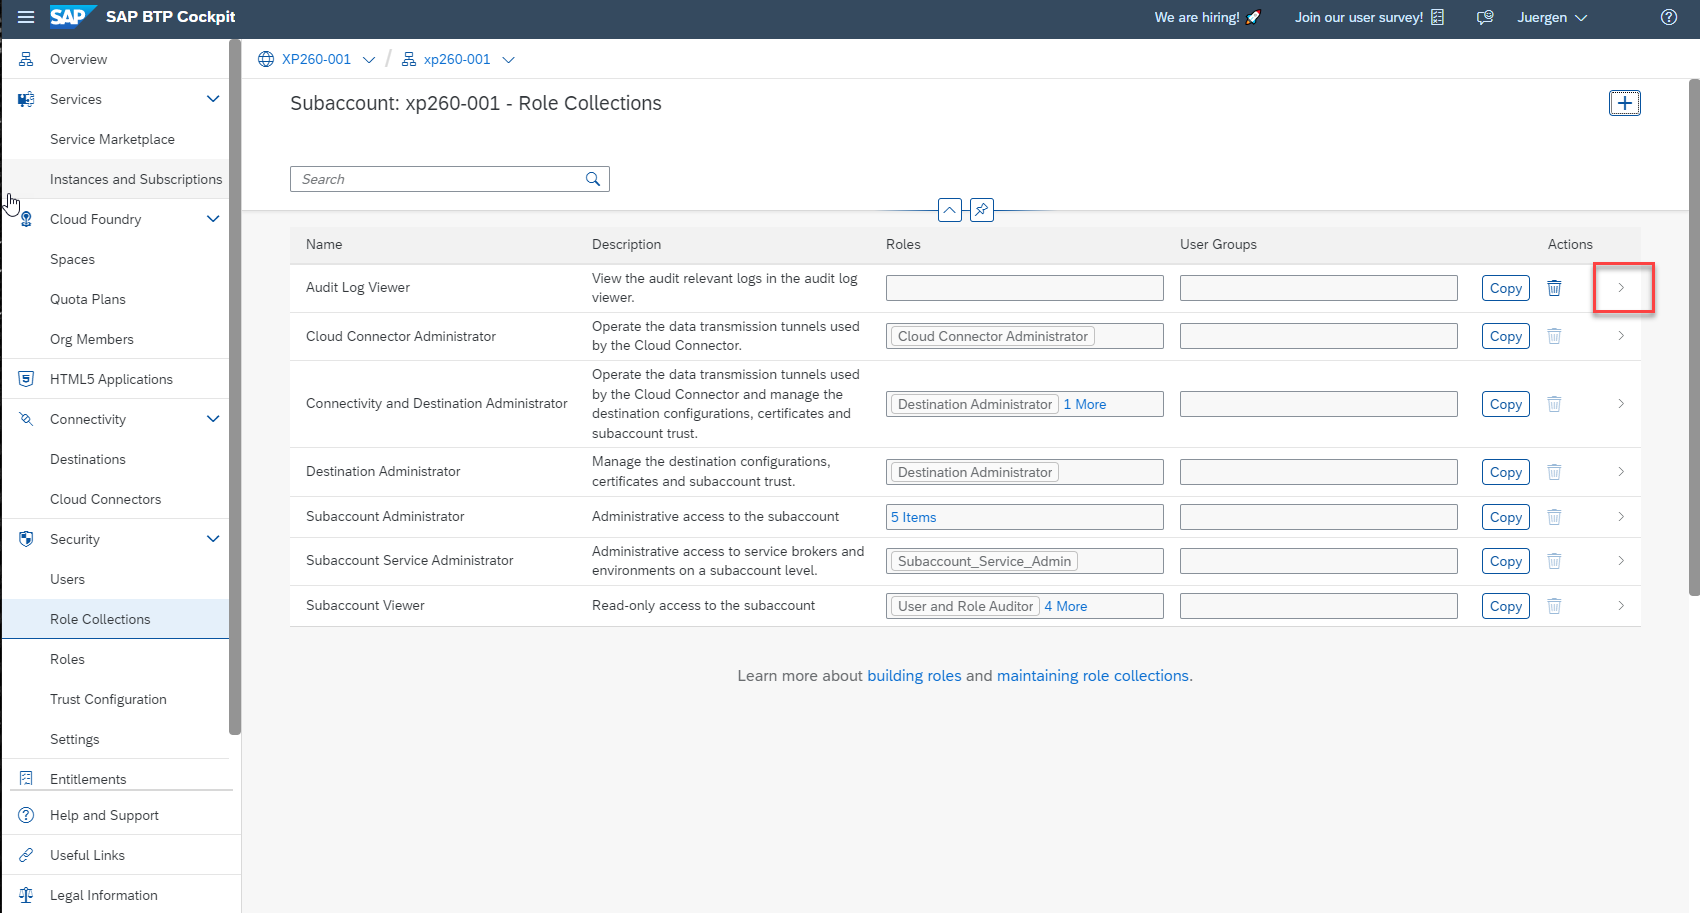 SAP SAP BTP Cockpit
We are hiring!
Join our user survey!
Juergen
Overview
Services
Service Marketplace
Instances and Subscriptions
Cloud Foundry
Spaces
Quota Plans
Org Members
HTML5 Applications
Connectivity
Destinations
Cloud Connectors
Security
Users
Role Collections
Roles
Trust Configuration
Settings
Entitlements
Help and Support
Useful Links
Legal Information
XP260-001 / xp260-001
Subaccount: xp260-001 - Role Collections
Search
Name Description Roles User Groups Actions
Audit Log Viewer
View the audit relevant logs in the audit log
viewer.
Copy
Cloud Connector Administrator
Operate the data transmission tunnels used
by the Cloud Connector.
Cloud Connector Administrator
Copy
Connectivity and Destination Administrator
Operate the data transmission tunnels used
by the Cloud Connector and manage the
destination configurations, certificates and
subaccount trust.
Destination Administrator 1 More
Copy
Destination Administrator
Manage the destination configurations,
certificates and subaccount trust.
Destination Administrator
Copy
Subaccount Administrator
Administrative access to the subaccount
5 Items
Copy
Subaccount Service Administrator
Administrative access to service brokers and
environments on a subaccount level.
Subaccount_Service_Admin
Copy
Subaccount Viewer
Read-only access to the subaccount
User and Role Auditor 4 More
Copy
Learn more about building roles and maintaining role collections.